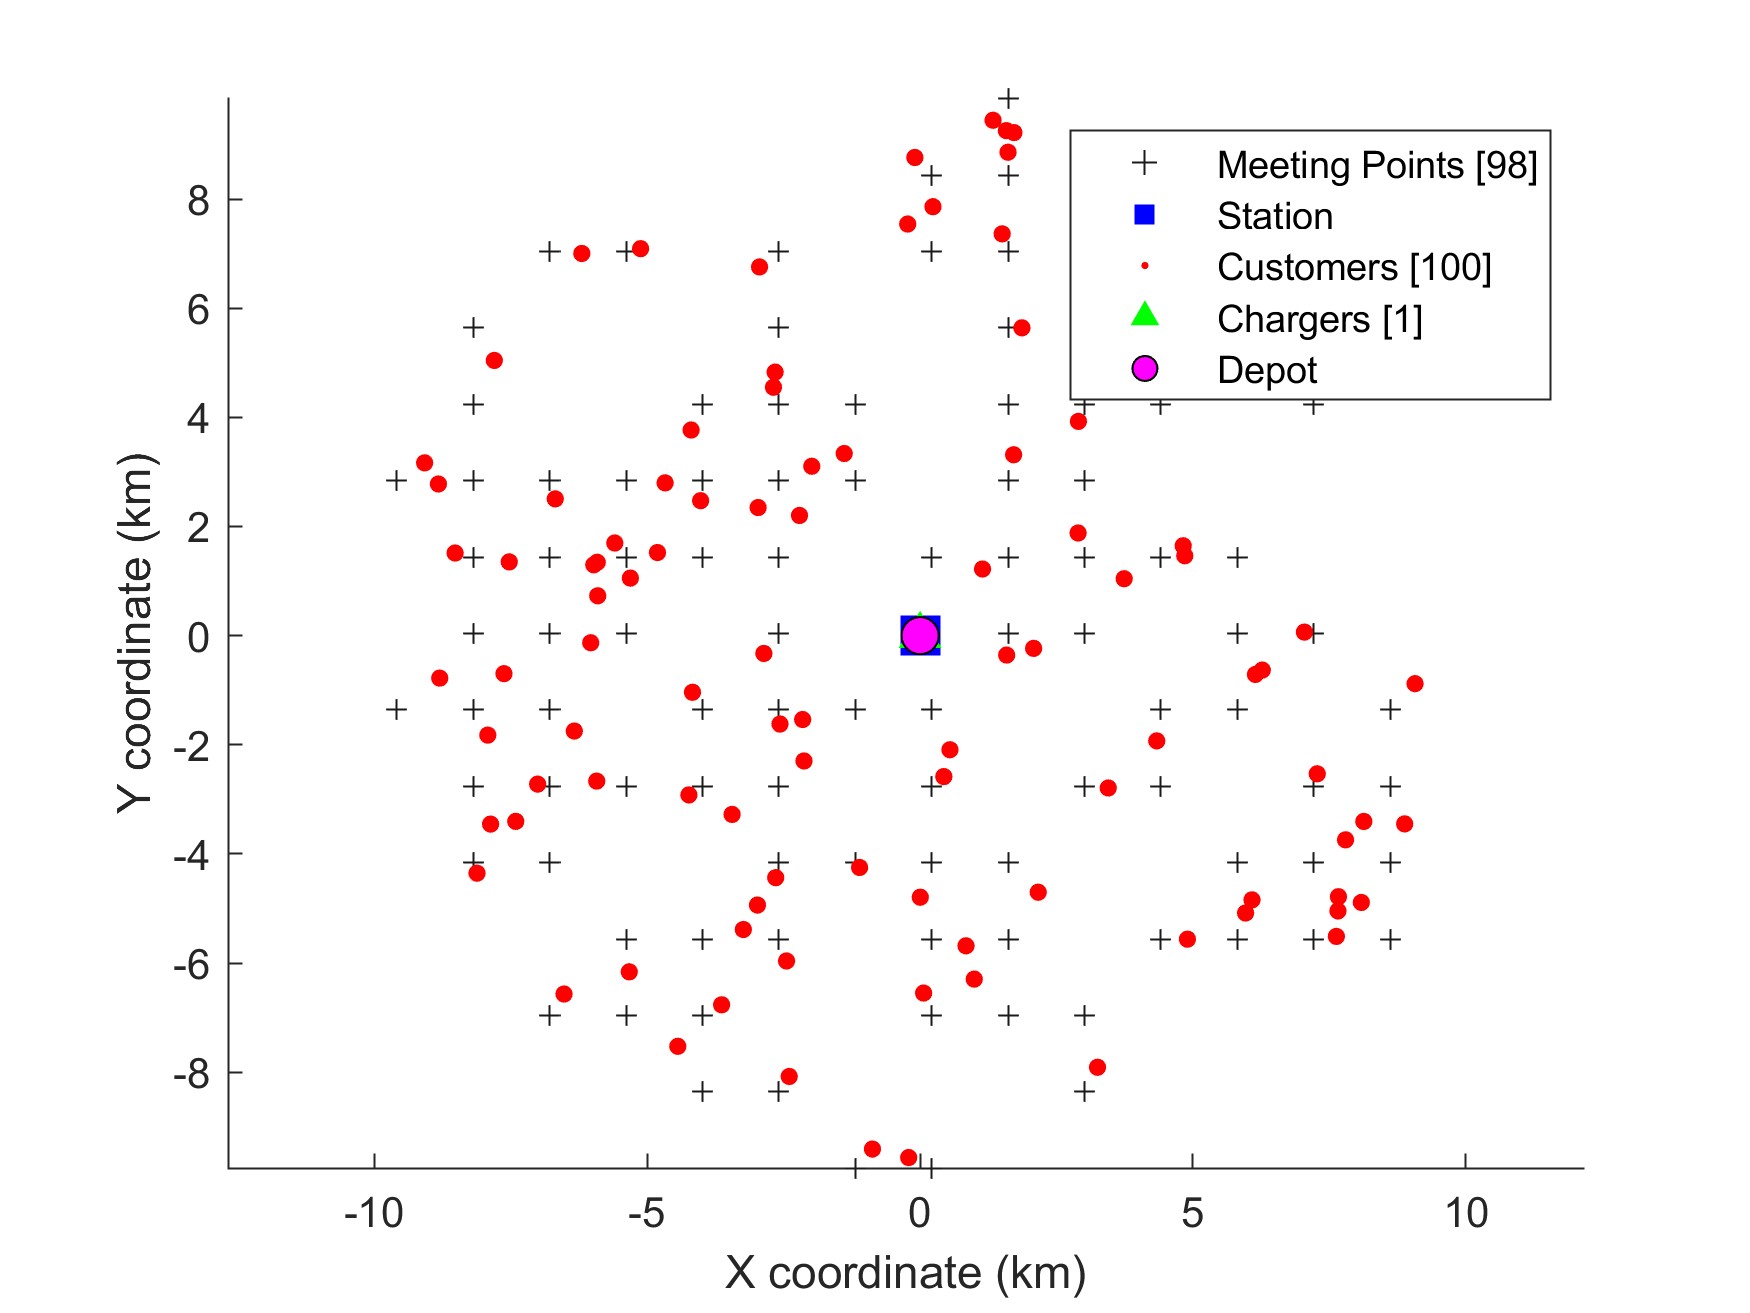 Meeting Points [98]
Station
Customers [100]
Chargers [1]
Depot
8
6
4
2
0
-2
-4
-6
-8
Y coordinate (km)
-10 -5 0 5 10
X coordinate (km)